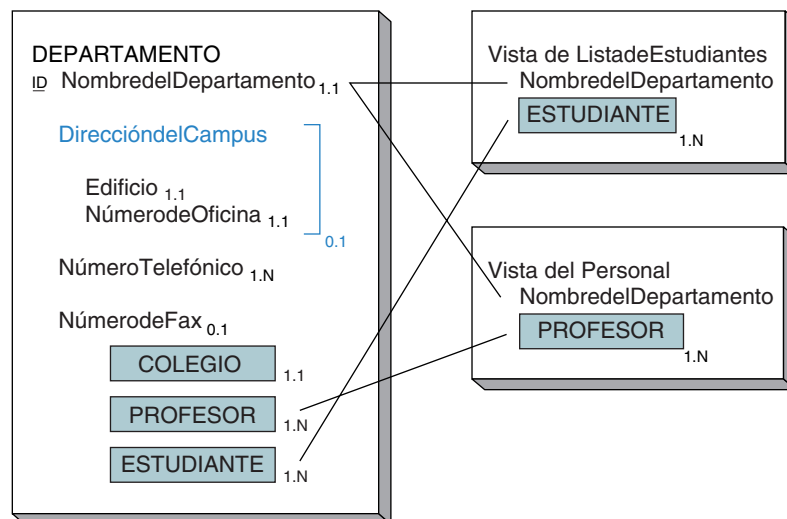 DEPARTAMENTO
ID NombredelDepartamento 1.1
DireccióndelCampus
Edificio 1.1
NúmerodeOficina 1.1
0.1
NúmeroTelefónico 1.N
NúmerodeFax 0.1
COLEGIO 1.1
PROFESOR 1.N
ESTUDIANTE 1.N
Vista de ListadeEstudiantes
NombredelDepartamento
ESTUDIANTE
1.N
Vista del Personal
NombredelDepartamento
PROFESOR
1.N